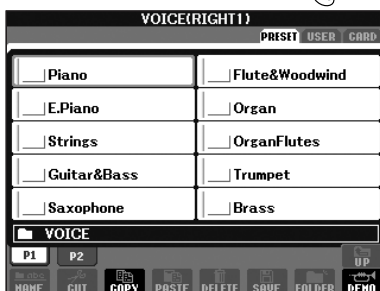 VOICE(RIGHT1)
PRESET USER CARD
Piano
Flute&Woodwind
E.Piano
Organ
Strings
OrganFlutes
Guitar&Bass
Trumpet
Saxophone
Brass
VOICE
P1 P2
UP
abc
NAME CUT COPY PASTE DELETE SAVE FOLDER DEMO